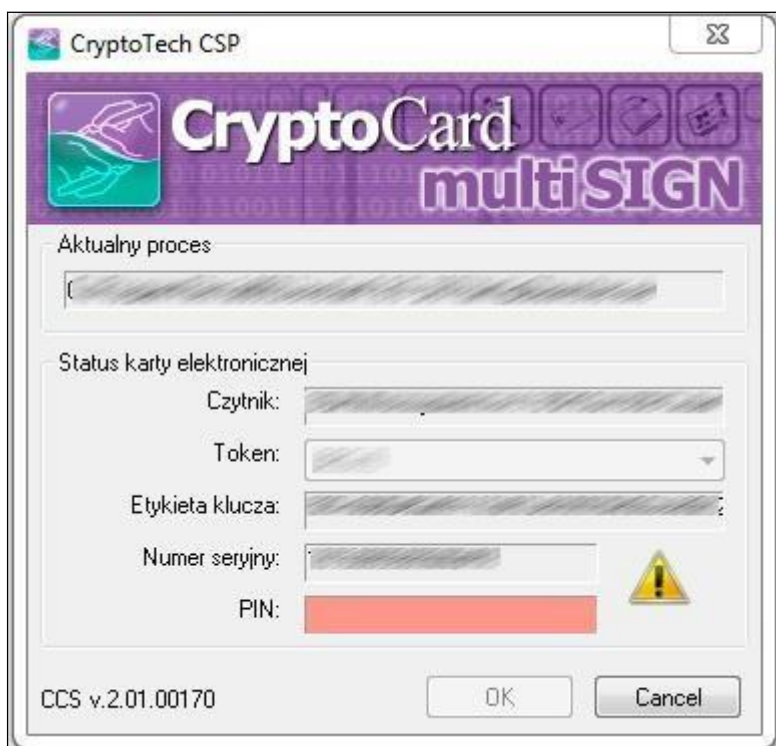 CryptoTech CSP
CryptoCard
multiSIGN
Aktualny proces
Status karty elektronicznej
Czytnik:
Token:
Etykieta klucza:
Numer seryjny:
PIN:
CCS v.2.01.00170
OK
Cancel